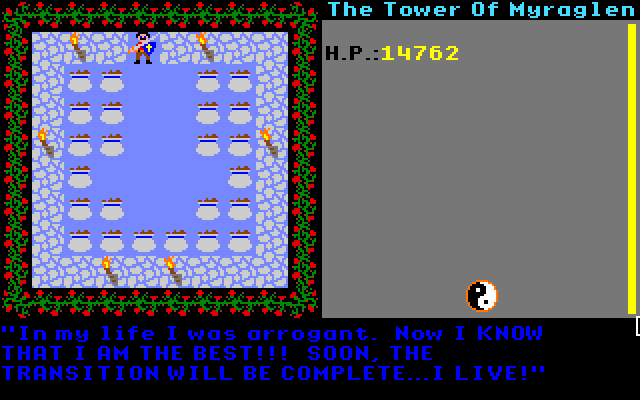 The Tower Of Myraglen
H.P.:14762
"In my life I was arrogant. Now I KNOW
THAT I AM THE BEST!!! SOON, THE
TRANSITION WILL BE COMPLETE...I LIVE!"